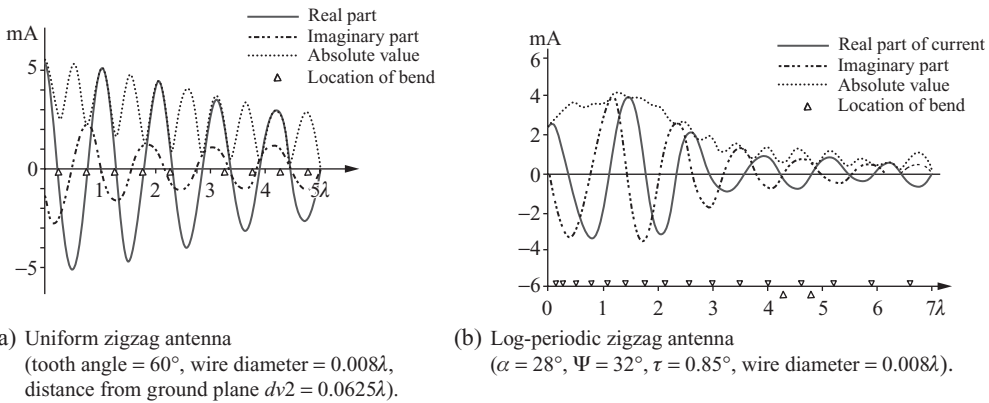 mA
Real part
Imaginary part
Absolute value
Location of bend
5
0
−5
1 2 3 4 5λ
a) Uniform zigzag antenna
(tooth angle = 60°, wire diameter = 0.008λ,
distance from ground plane dv2 = 0.0625λ).
mA
Real part of current
Imaginary part
Absolute value
Location of bend
6
4
2
0
−2
−4
−6
0 1 2 3 4 5 6 7λ
(b) Log-periodic zigzag antenna
(α = 28°, Ψ = 32°, τ = 0.85°, wire diameter = 0.008λ).